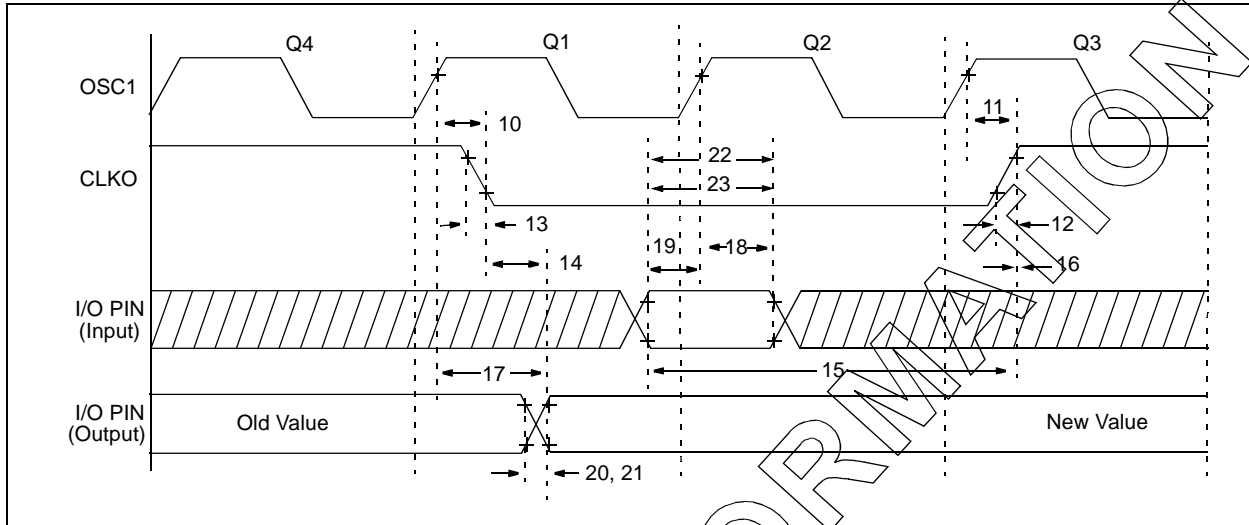 Q4 Q1 Q2 Q3
OSC1
10 11
22
CLKO
23
13 12
19 18
14 16
I/O PIN
(Input)
17 15
I/O PIN
(Output)
Old Value New Value
20, 21
ORMATION